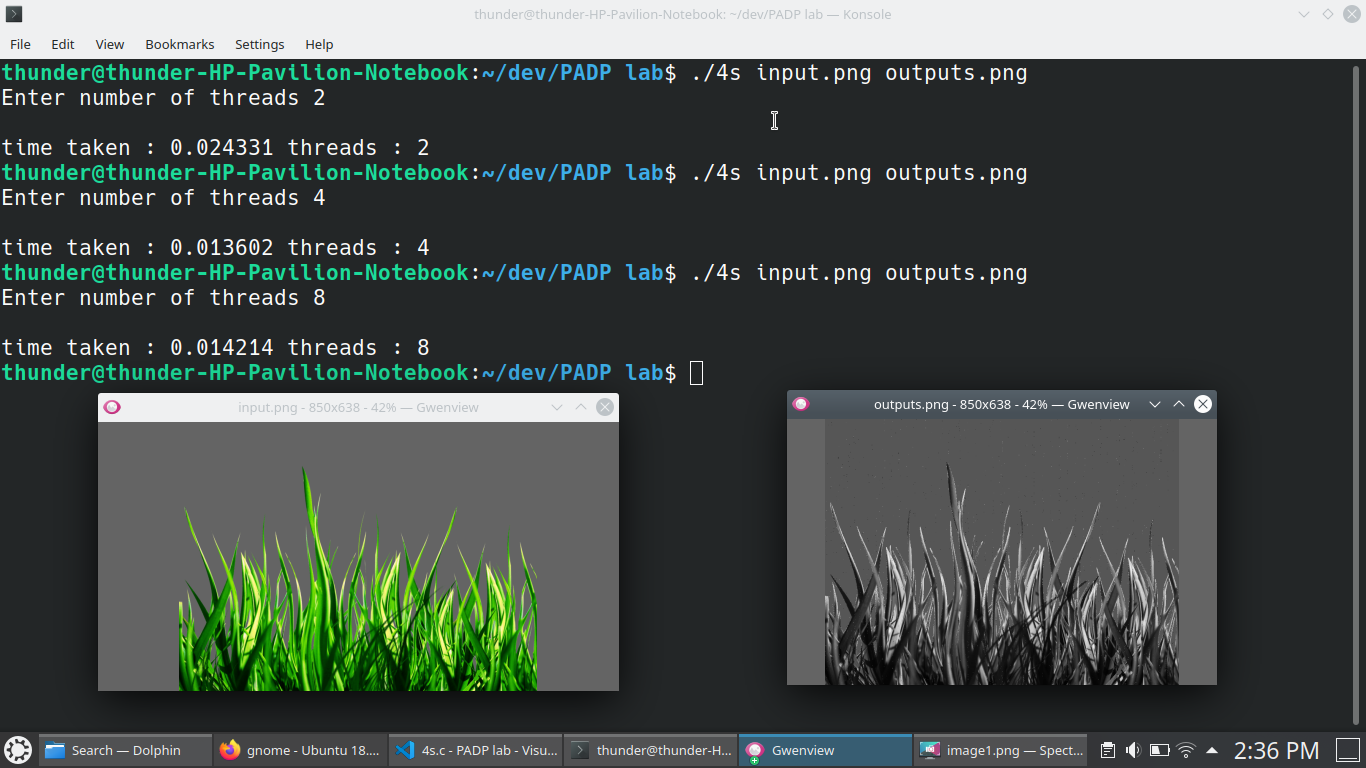 thunder@thunder-HP-Pavilion-Notebook: ~/dev/PADP lab — Konsole
File Edit View Bookmarks Settings Help
thunder@thunder-HP-Pavilion-Notebook:~/dev/PADP lab$ ./4s input.png outputs.png
Enter number of threads 2
time taken : 0.024331 threads : 2
thunder@thunder-HP-Pavilion-Notebook:~/dev/PADP lab$ ./4s input.png outputs.png
Enter number of threads 4
time taken : 0.013602 threads : 4
thunder@thunder-HP-Pavilion-Notebook:~/dev/PADP lab$ ./4s input.png outputs.png
Enter number of threads 8
time taken : 0.014214 threads : 8
thunder@thunder-HP-Pavilion-Notebook:~/dev/PADP lab$
input.png - 850x638 - 42% — Gwenview
outputs.png - 850x638 - 42% — Gwenview
Search — Dolphin
gnome - Ubuntu 18....
4s.c - PADP lab - Visu...
thunder@thunder-H...
Gwenview
image1.png — Spect...
2:36 PM